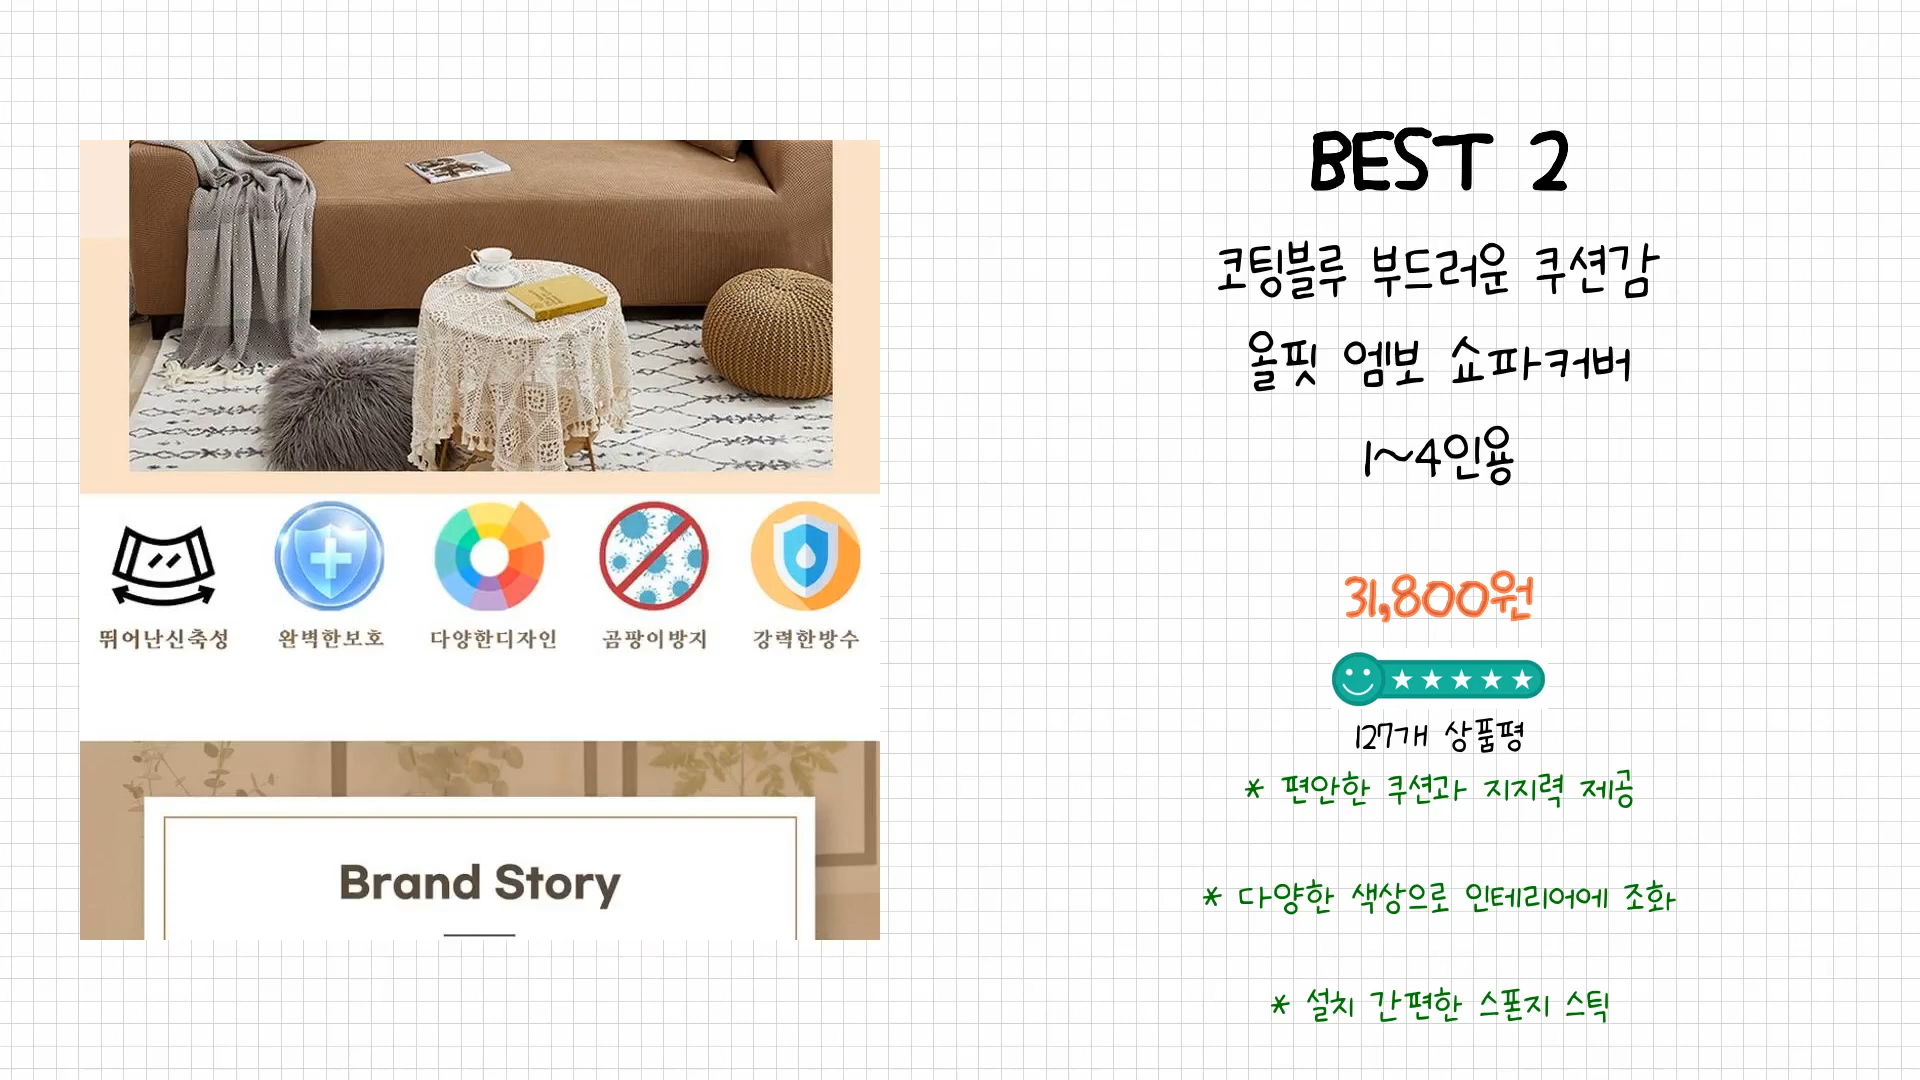 BEST 2
코팅블루 부드러운 쿠션감
올핏 엠보 쇼파커버
1~4인용
31,800원
127개 상품평
* 편안한 쿠션과 지지력 제공
* 다양한 색상으로 인테리어에 조화
* 설치 간편한 스폰지 스틱
뛰어난신축성
완벽한보호
다양한디자인
곰팡이방지
강력한방수
Brand Story